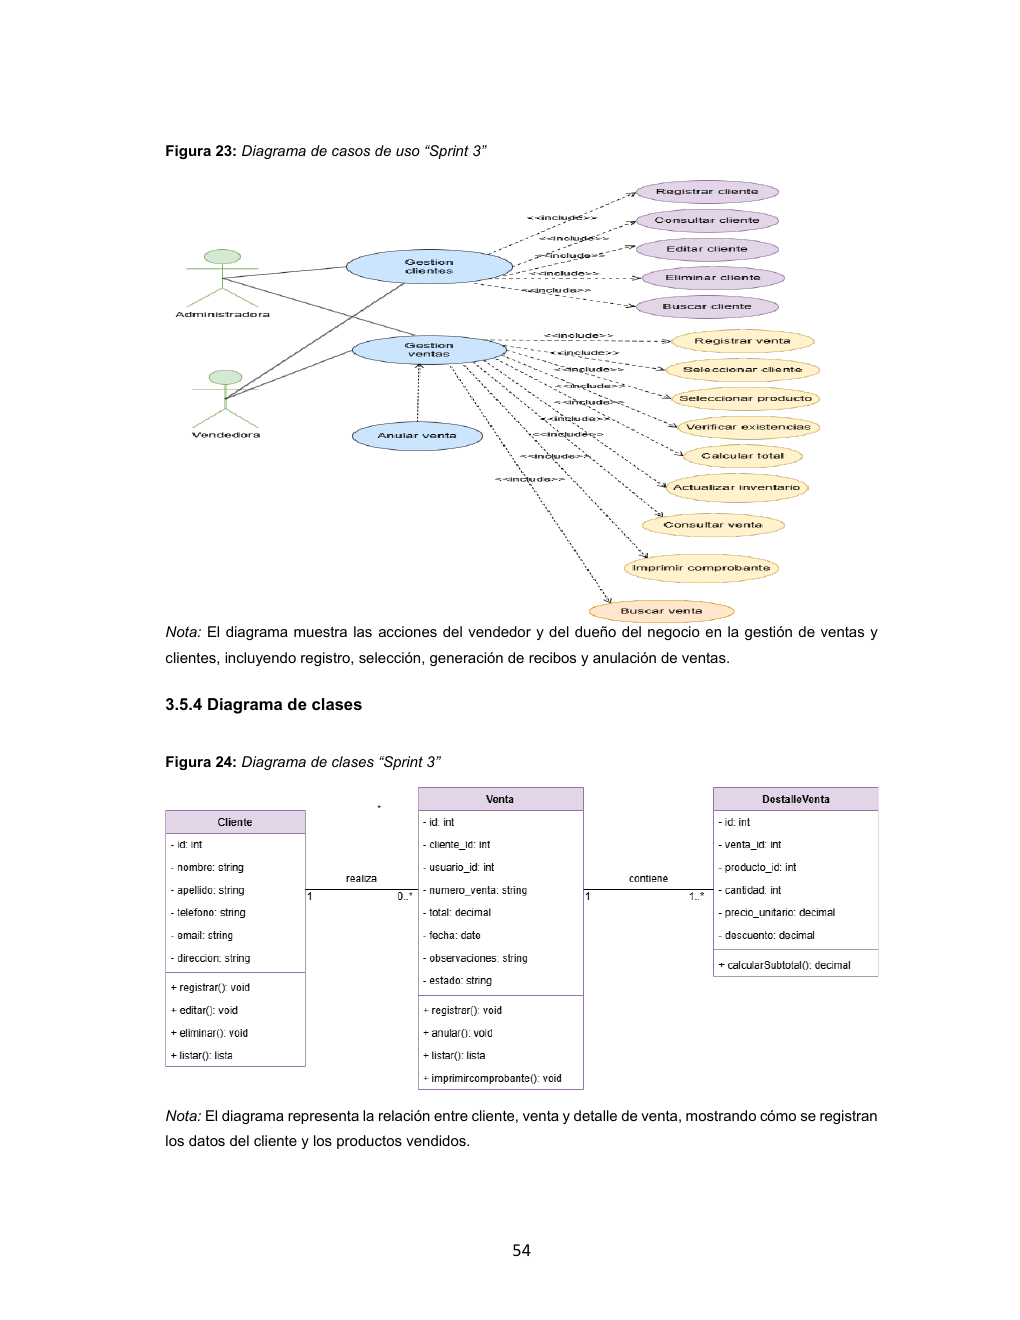 Figura 23: Diagrama de casos de uso “Sprint 3”
Registrar cliente
<<include>>
Consultar cliente
<<include>>
Editar cliente
<<include>>
Gestion
clientes
<<include>>
Eliminar cliente
<<include>>
Buscar cliente
Administradora
<<include>>
Registrar venta
Gestion
ventas
<<include>>
Seleccionar cliente
<<include>>
<<include>>
Seleccionar producto
<<include>>
<<include>>
Verificar existencias
Vendedora
Anular venta
<<include>>
Calcular total
<<include>>
<<include>>
Actualizar inventario
Consultar venta
Imprimir comprobante
Buscar venta
Nota: El diagrama muestra las acciones del vendedor y del dueño del negocio en la gestión de ventas y
clientes, incluyendo registro, selección, generación de recibos y anulación de ventas.
3.5.4 Diagrama de clases
Figura 24: Diagrama de clases “Sprint 3”
Cliente
- id: int
- nombre: string
- apellido: string
- telefono: string
- email: string
- direccion: string
+ registrar(): void
+ editar(): void
+ eliminar(): void
+ listar(): lista
*
realiza
1
0..*
Venta
- id: int
- cliente_id: int
- usuario_id: int
- numero_venta: string
- total: decimal
- fecha: date
- observaciones: string
- estado: string
+ registrar(): void
+ anular(): void
+ listar(): lista
+ imprimircomprobante(): void
contiene
1
1..*
DestalleVenta
- id: int
- venta_id: int
- producto_id: int
- cantidad: int
- precio_unitario: decimal
- descuento: decimal
+ calcularSubtotal(): decimal
Nota: El diagrama representa la relación entre cliente, venta y detalle de venta, mostrando cómo se registran
los datos del cliente y los productos vendidos.
54